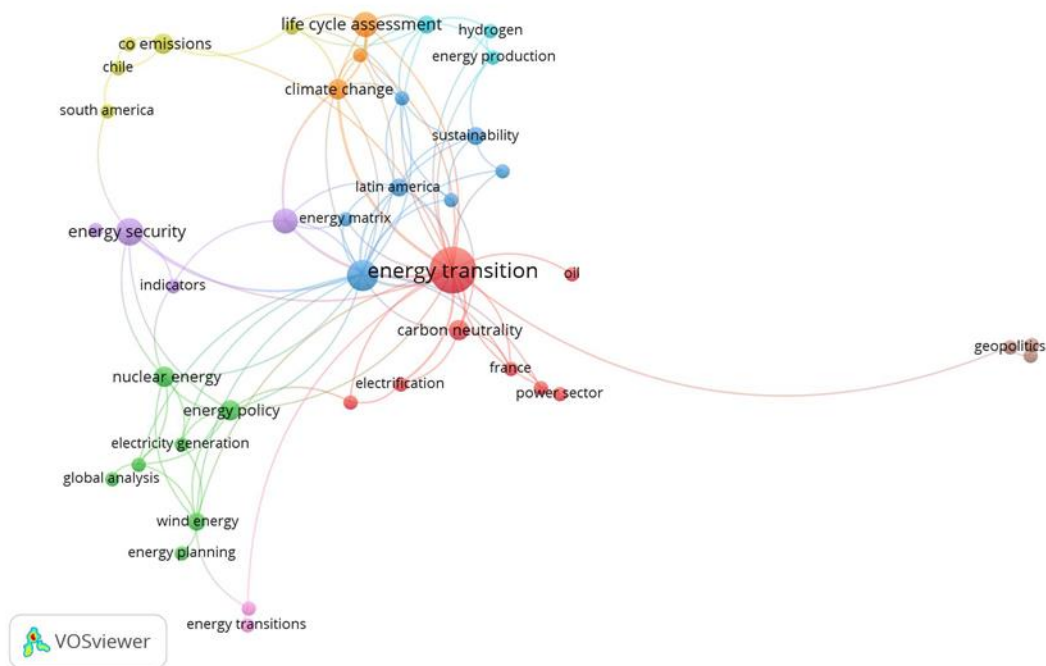 life cycle assessment
hydrogen
co emissions
energy production
chile
climate change
south america
sustainability
latin america
energy matrix
energy security
energy transition
oil
indicators
carbon neutrality
geopolitics
france
nuclear energy
electrification
power sector
energy policy
electricity generation
global analysis
wind energy
energy planning
energy transitions
VOSviewer